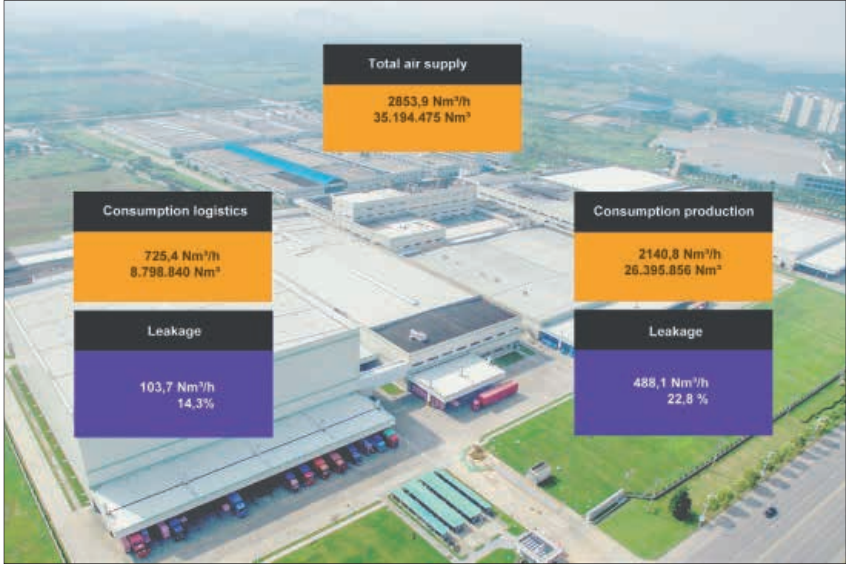 Total air supply
2853,9 Nm³/h
35.194.475 Nm³
Consumption logistics
725,4 Nm³/h
8.798.840 Nm³
Consumption production
2140,8 Nm³/h
26.395.856 Nm³
Leakage
103,7 Nm³/h
14,3%
Leakage
488,1 Nm³/h
22,8 %